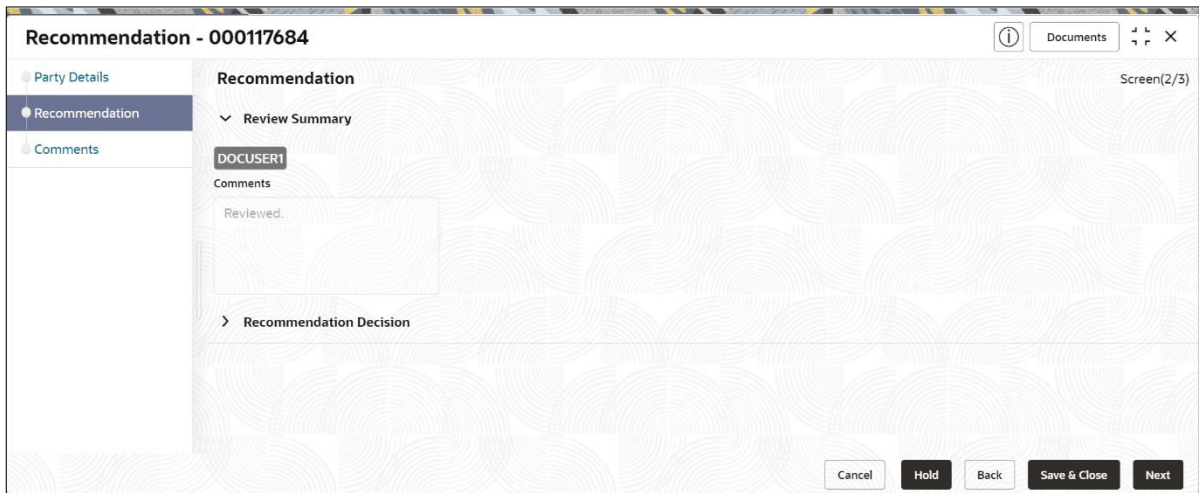 Recommendation - 000117684
Documents
Party Details
Recommendation
Comments
Recommendation
Screen(2/3)
Review Summary
DOCUSER1
Comments
Reviewed.
Recommendation Decision
Cancel
Hold
Back
Save & Close
Next